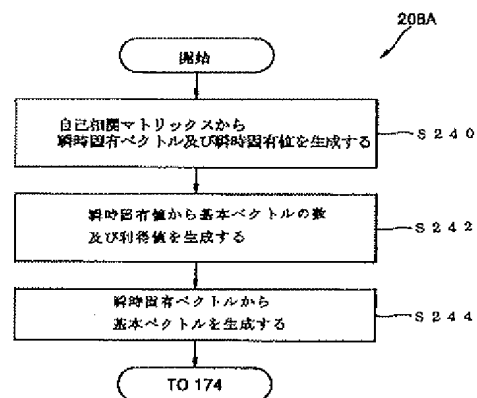 208A
開始
自己相関マトリックスから
瞬時固有ベクトル及び瞬時固有値を生成する
S240
瞬時固有値から基本ベクトルの数
及び利得値を生成する
S242
瞬時固有ベクトルから
基本ベクトルを生成する
S244
TO 174